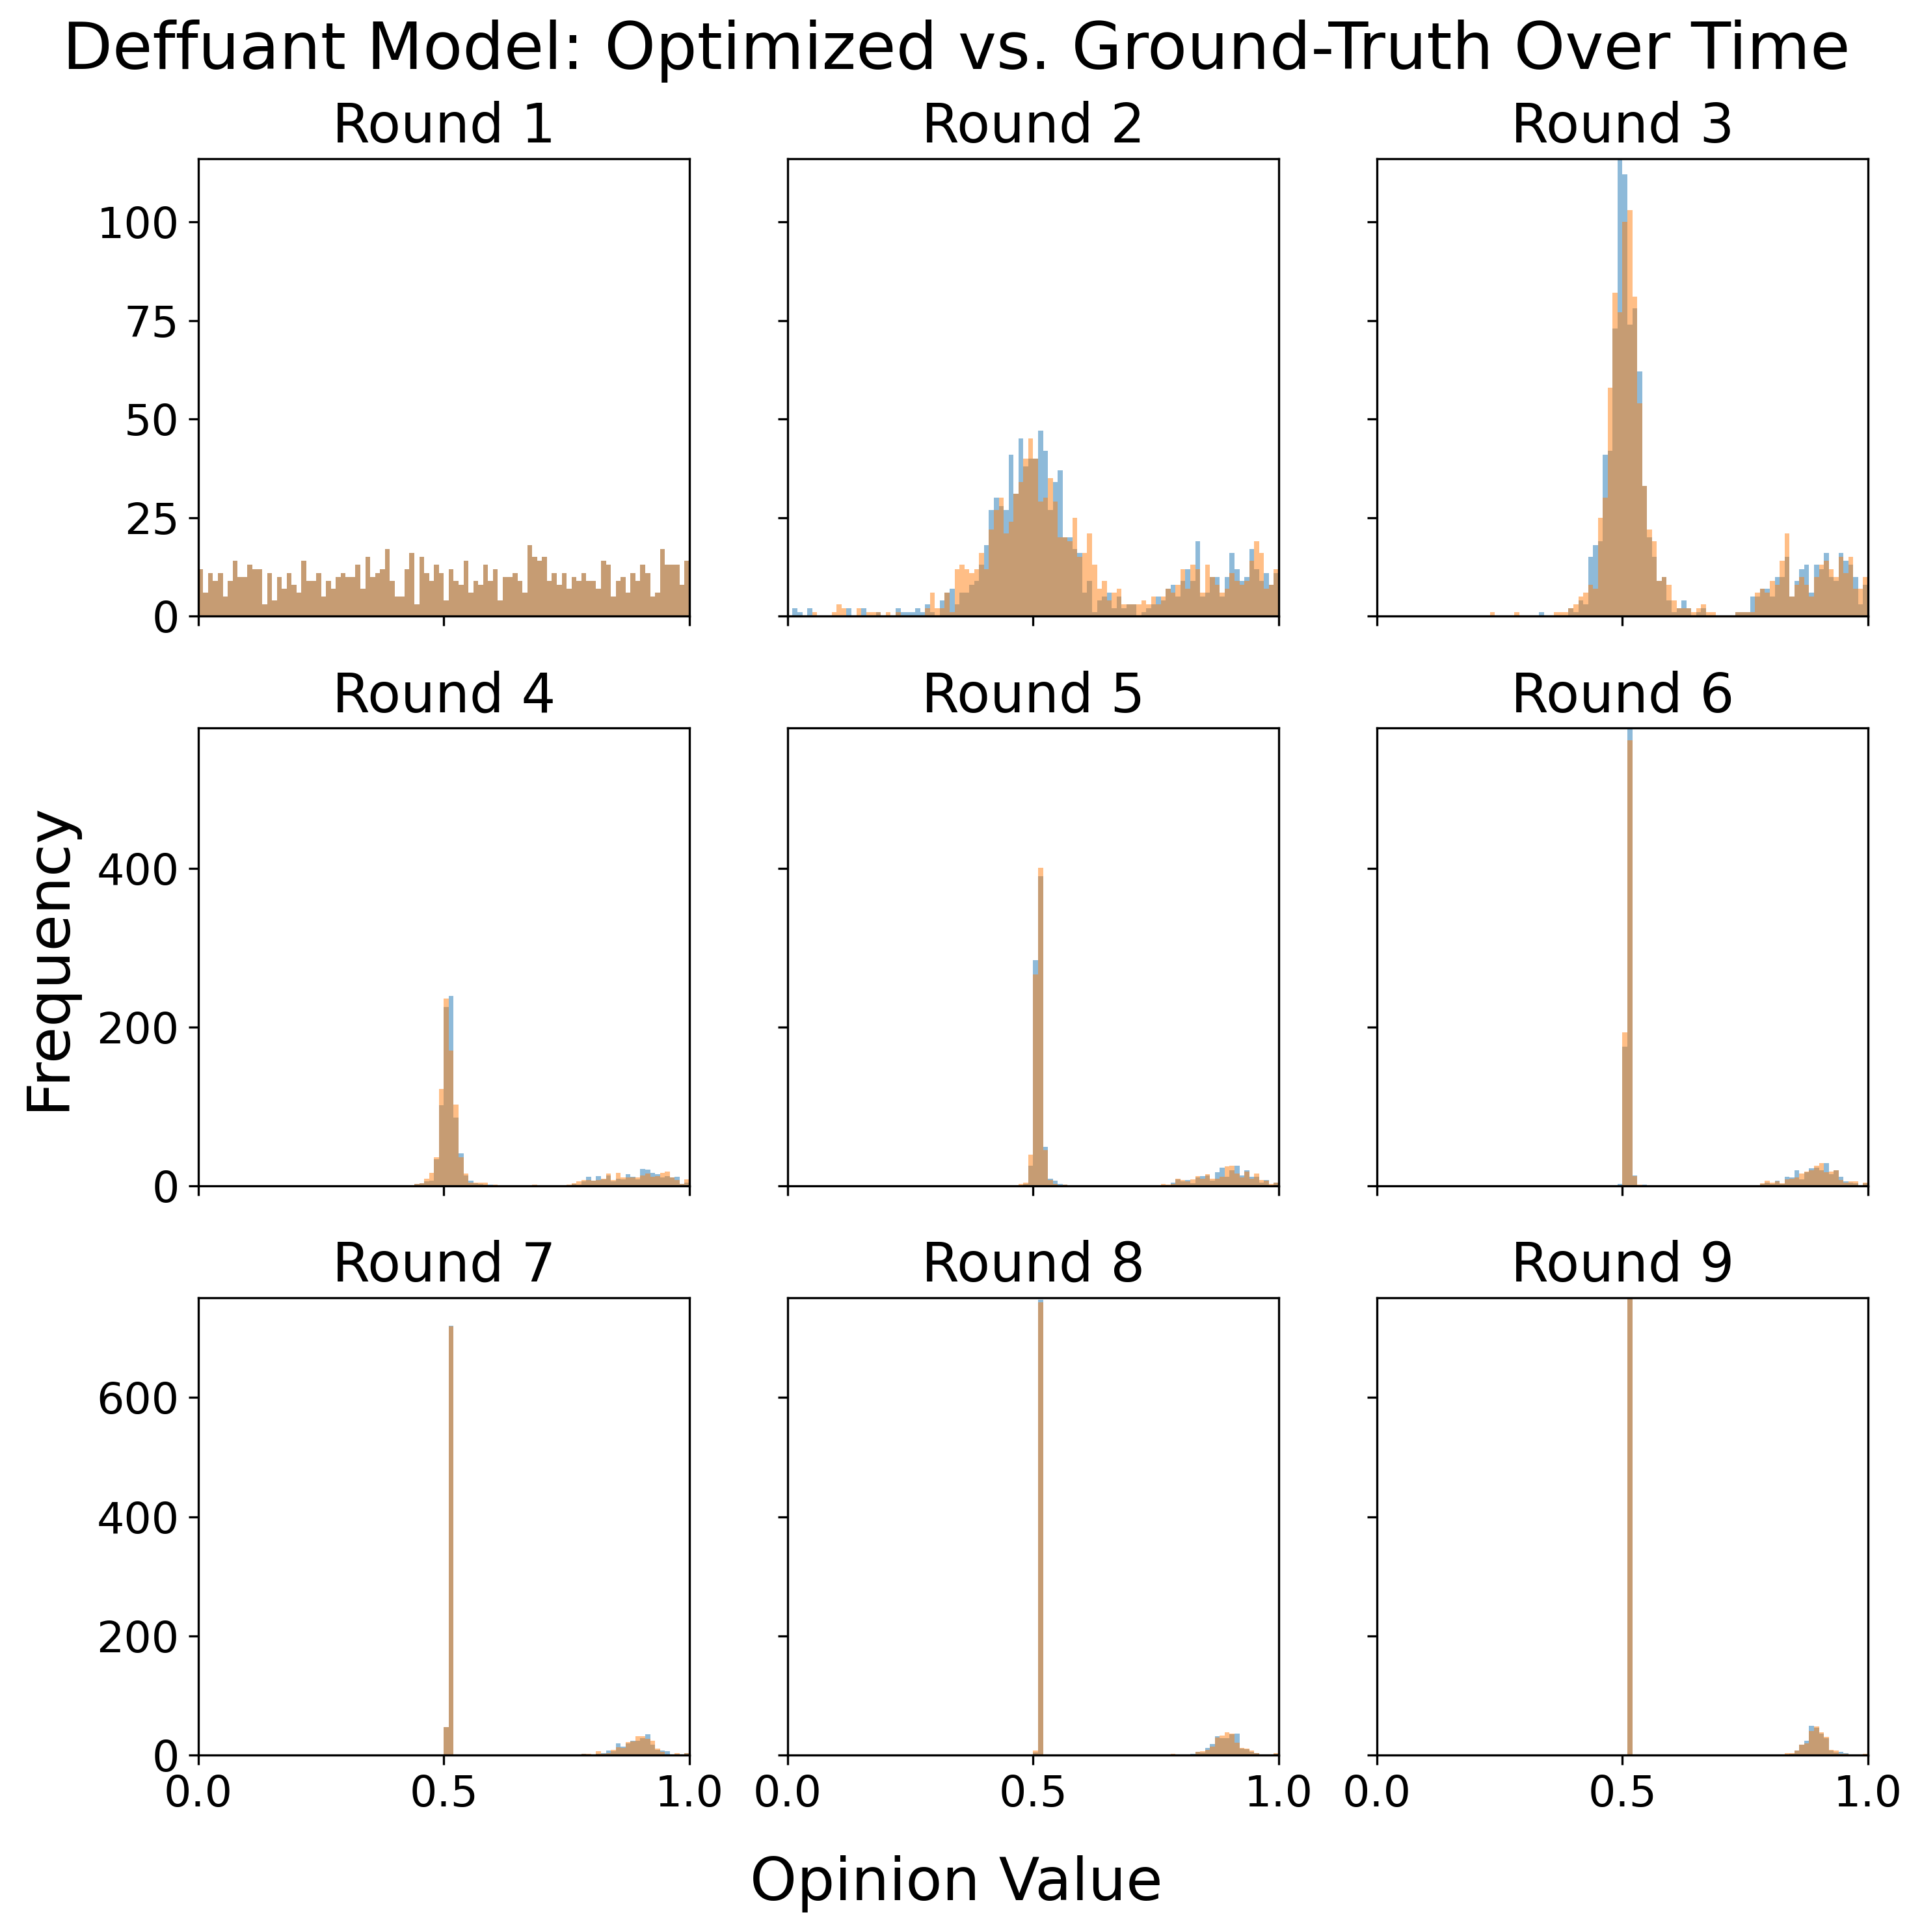 Deffuant Model: Optimized vs. Ground-Truth Over Time
Round 1
Round 2
Round 3
100
75
50
25
0
Round 4
Round 5
Round 6
400
200
0
Frequency
Round 7
Round 8
Round 9
600
400
200
0
0.0 0.5 1.0 0.0 0.5 1.0 0.0 0.5 1.0
Opinion Value